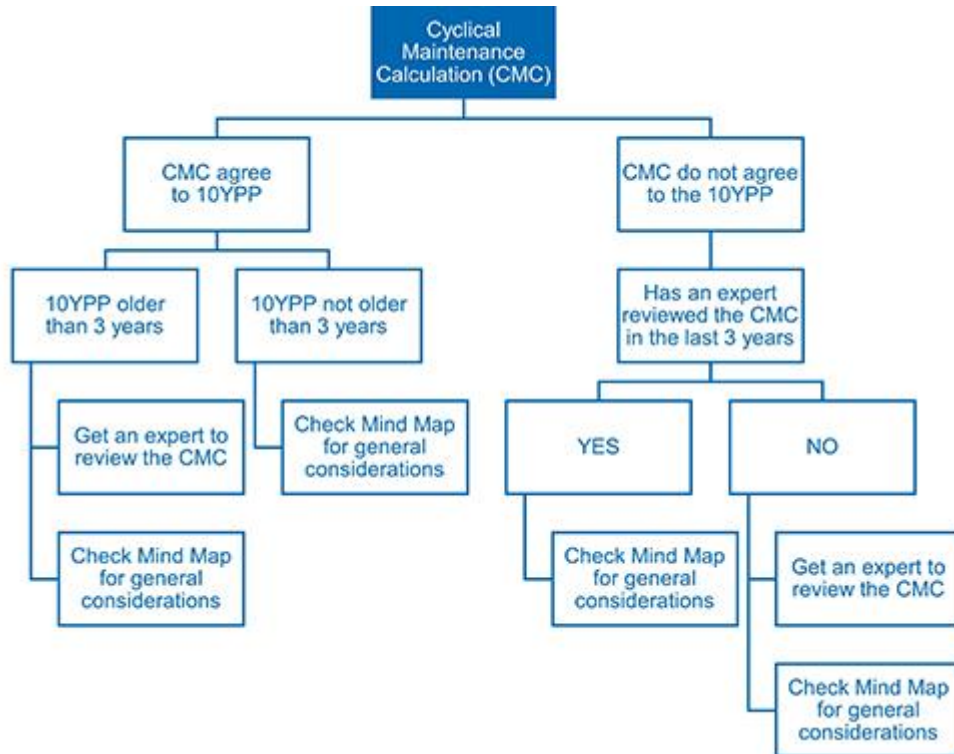 Cyclical
Maintenance
Calculation (CMC)
CMC agree
to 10YPP
CMC do not agree
to the 10YPP
10YPP older
than 3 years
10YPP not older
than 3 years
Has an expert
reviewed the CMC
in the last 3 years
Get an expert to
review the CMC
Check Mind Map
for general
considerations
YES
NO
Check Mind Map
for general
considerations
Check Mind Map
for general
considerations
Get an expert to
review the CMC
Check Mind Map
for general
considerations